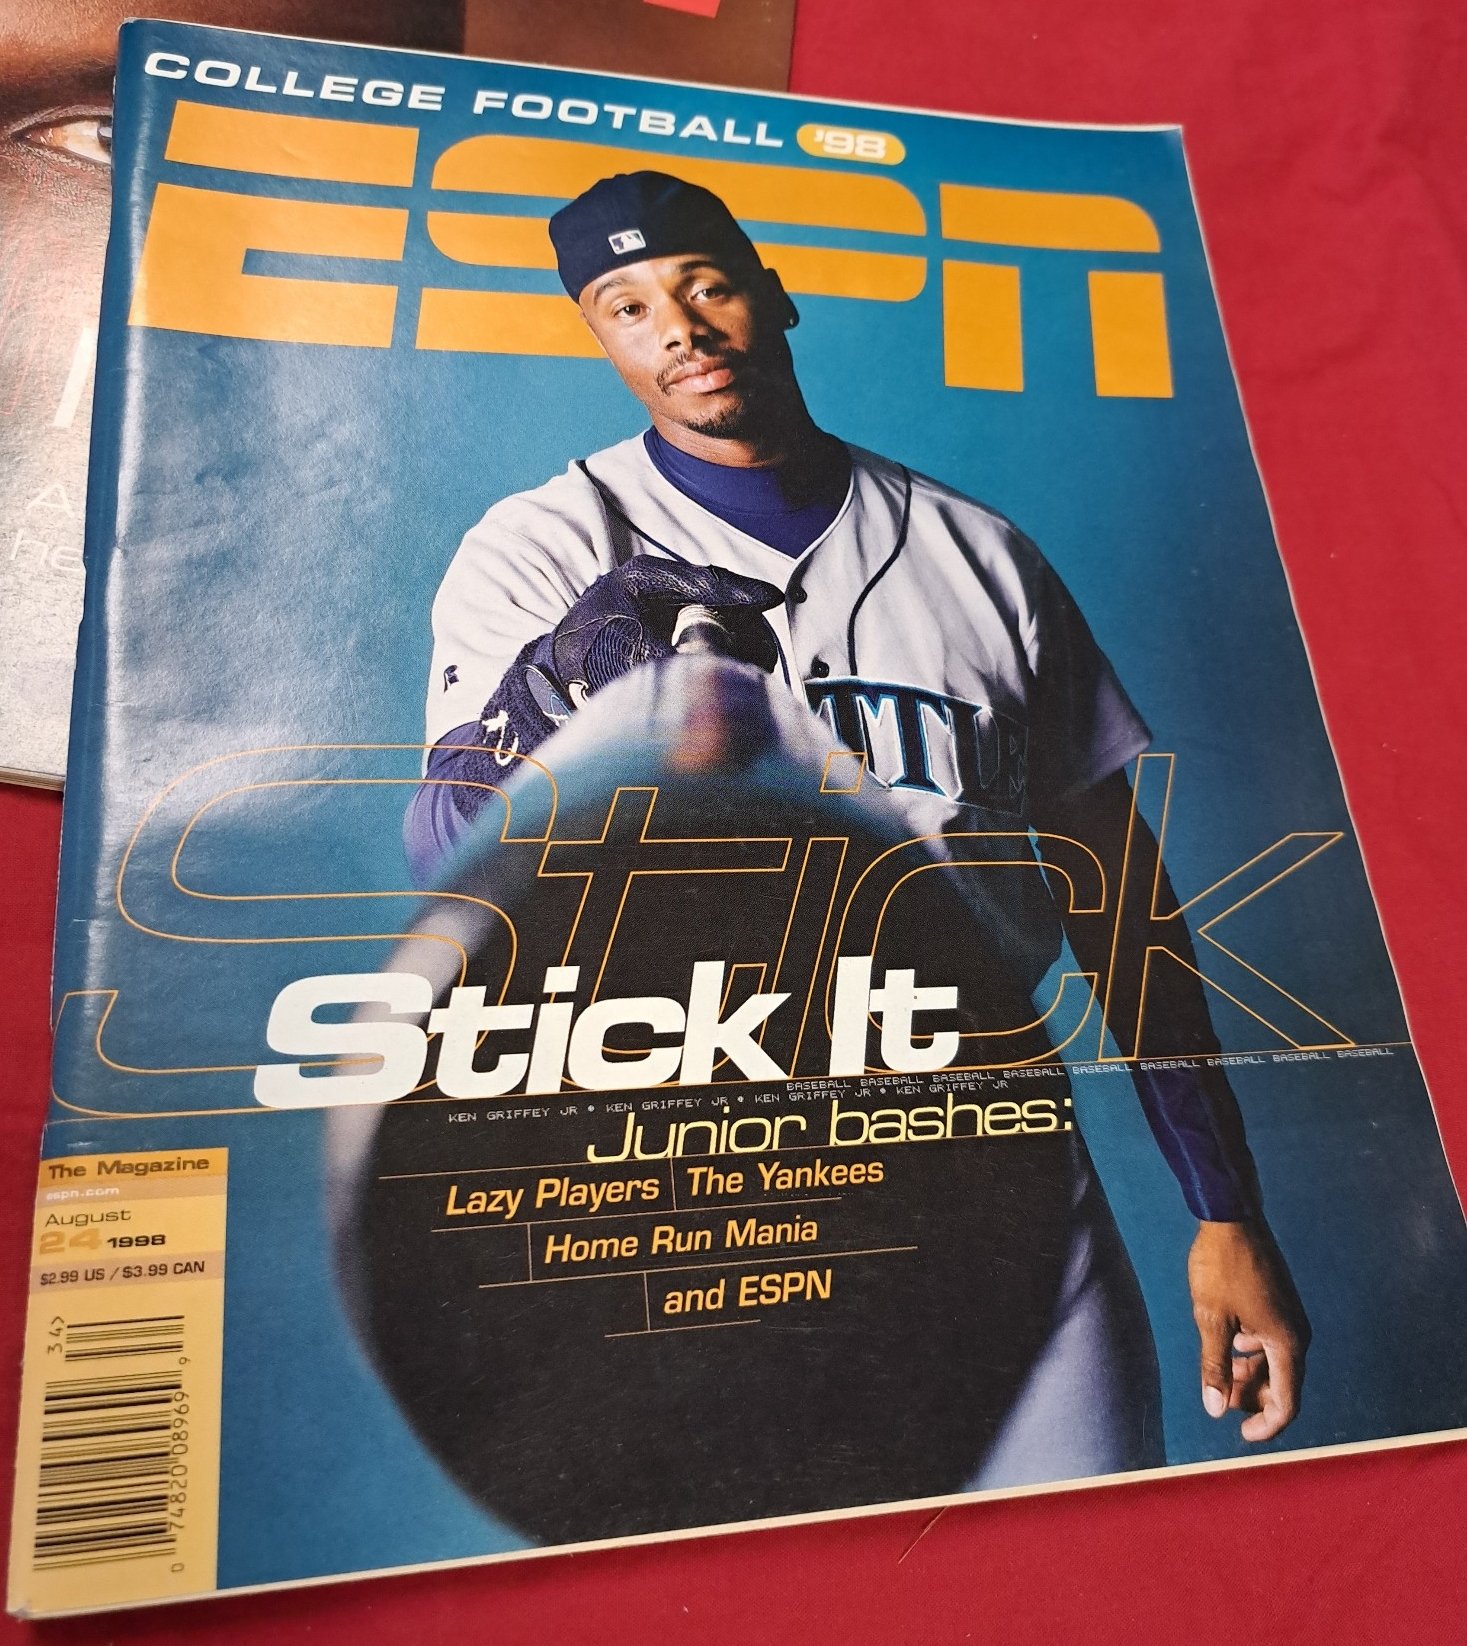 COLLEGE FOOTBALL '98
ESPN
Stick
Stick It
BASEBALL BASEBALL BASEBALL BASEBALL BASEBALL BASEBALL BASEBALL BASEBALL BASEBALL
KEN GRIFFEY JR • KEN GRIFFEY JR • KEN GRIFFEY JR • KEN GRIFFEY JR
Junior bashes:
Lazy Players The Yankees
Home Run Mania
and ESPN
The Magazine
espn.com
August
24 1998
$2.99 US / $3.99 CAN
34>
0 74820 08969 9